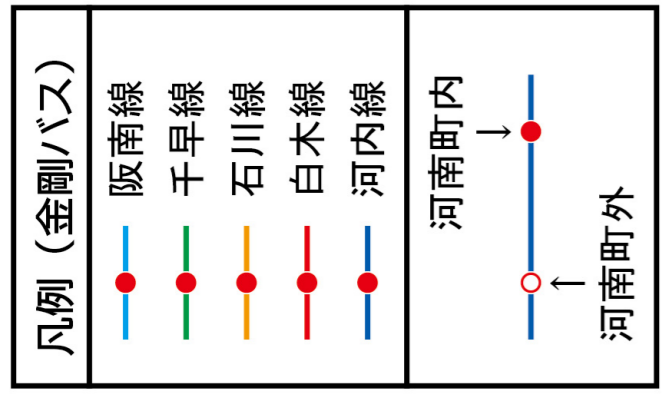 凡例（金剛バス）
阪南線
千早線
石川線
白木線
河内線
河南町内
河南町外